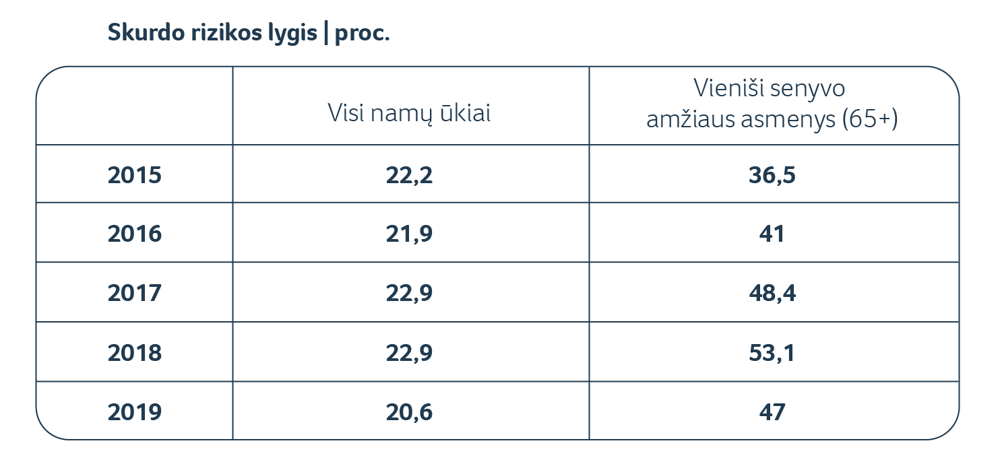 Skurdo rizikos lygis | proc.
Visi namų ūkiai
Vieniši senyvo
amžiaus asmenys (65+)
2015 22,2 36,5
2016 21,9 41
2017 22,9 48,4
2018 22,9 53,1
2019 20,6 47